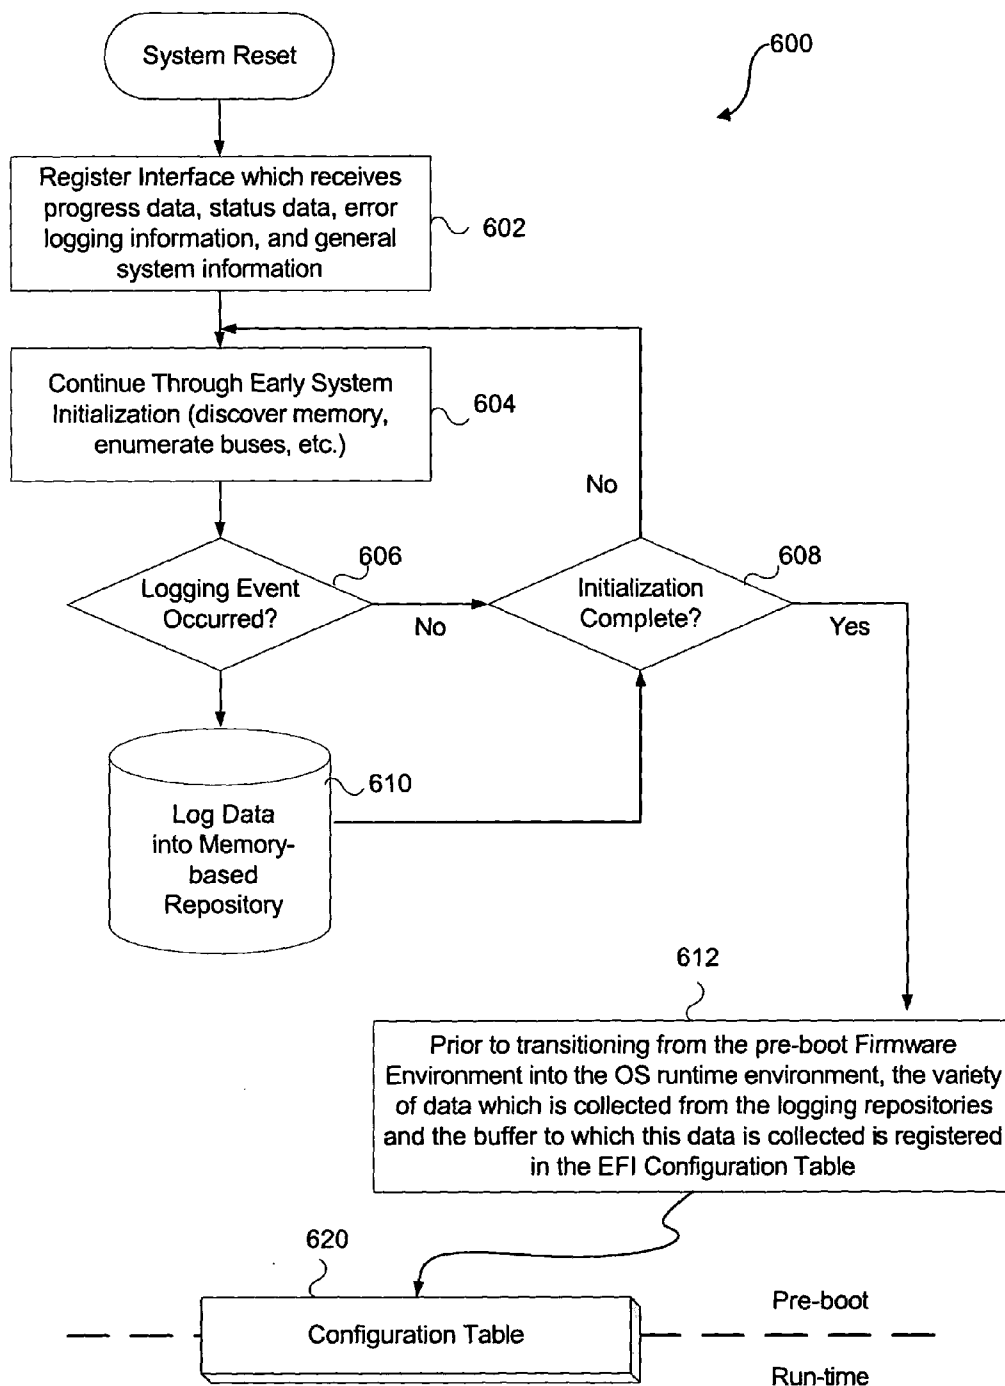 System Reset
600
Register Interface which receives
progress data, status data, error
logging information, and general
system information
602
Continue Through Early System
Initialization (discover memory,
enumerate buses, etc.)
604
No
606
608
Logging Event
Occurred?
No
Initialization
Complete?
Yes
610
Log Data
into Memory-
based
Repository
612
Prior to transitioning from the pre-boot Firmware
Environment into the OS runtime environment, the variety
of data which is collected from the logging repositories
and the buffer to which this data is collected is registered
in the EFI Configuration Table
620
Configuration Table
Pre-boot
Run-time